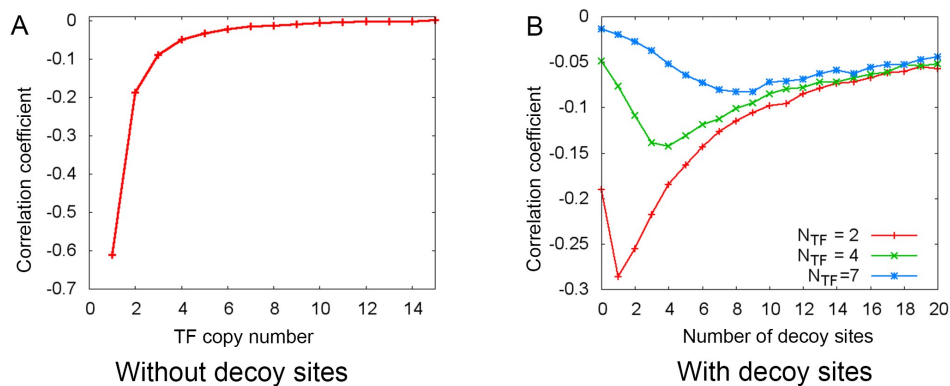 A
0
-0.1
-0.2
-0.3
-0.4
-0.5
-0.6
-0.7
Correlation coefficient
0 2 4 6 8 10 12 14
TF copy number
Without decoy sites
B
0
-0.05
-0.1
-0.15
-0.2
-0.25
-0.3
Correlation coefficient
N_TF = 2
N_TF = 4
N_TF=7
0 2 4 6 8 10 12 14 16 18 20
Number of decoy sites
With decoy sites